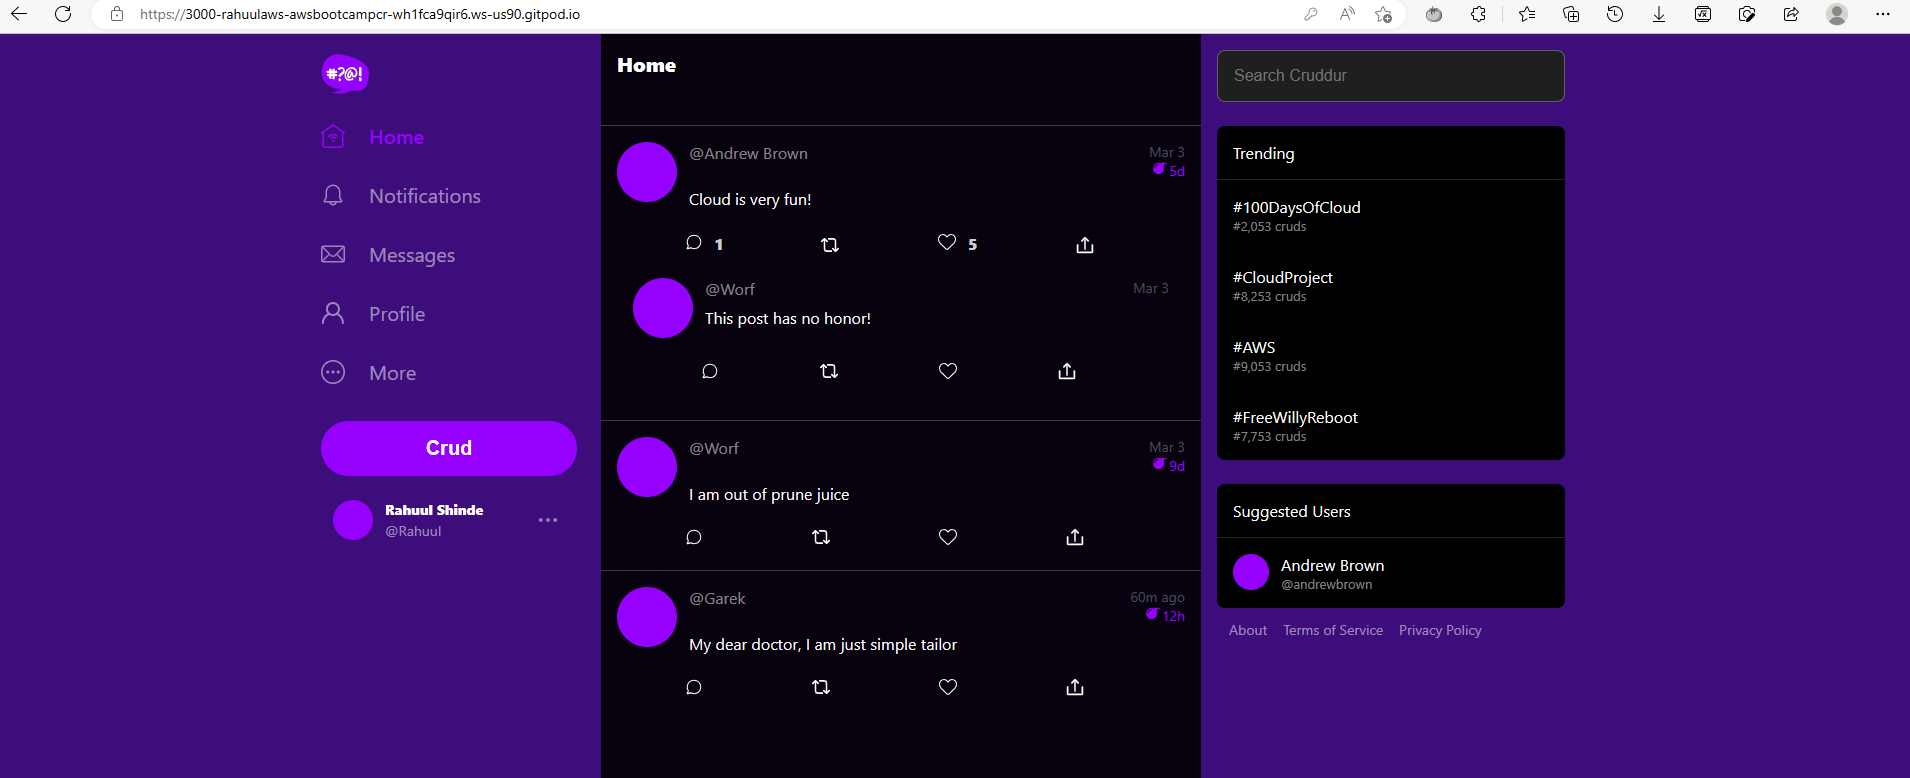 https://3000-rahuulaws-awsbootcampcr-wh1fca9qir6.ws-us90.gitpod.io
#?@!
Home
Notifications
Messages
Profile
More
Crud
Rahuul Shinde
@Rahuul
Home
@Andrew Brown
Mar 3
5d
Cloud is very fun!
1
5
@Worf
Mar 3
This post has no honor!
@Worf
Mar 3
9d
I am out of prune juice
@Garek
60m ago
12h
My dear doctor, I am just simple tailor
Search Cruddur
Trending
#100DaysOfCloud
#2,053 cruds
#CloudProject
#8,253 cruds
#AWS
#9,053 cruds
#FreeWillyReboot
#7,753 cruds
Suggested Users
Andrew Brown
@andrewbrown
About Terms of Service Privacy Policy